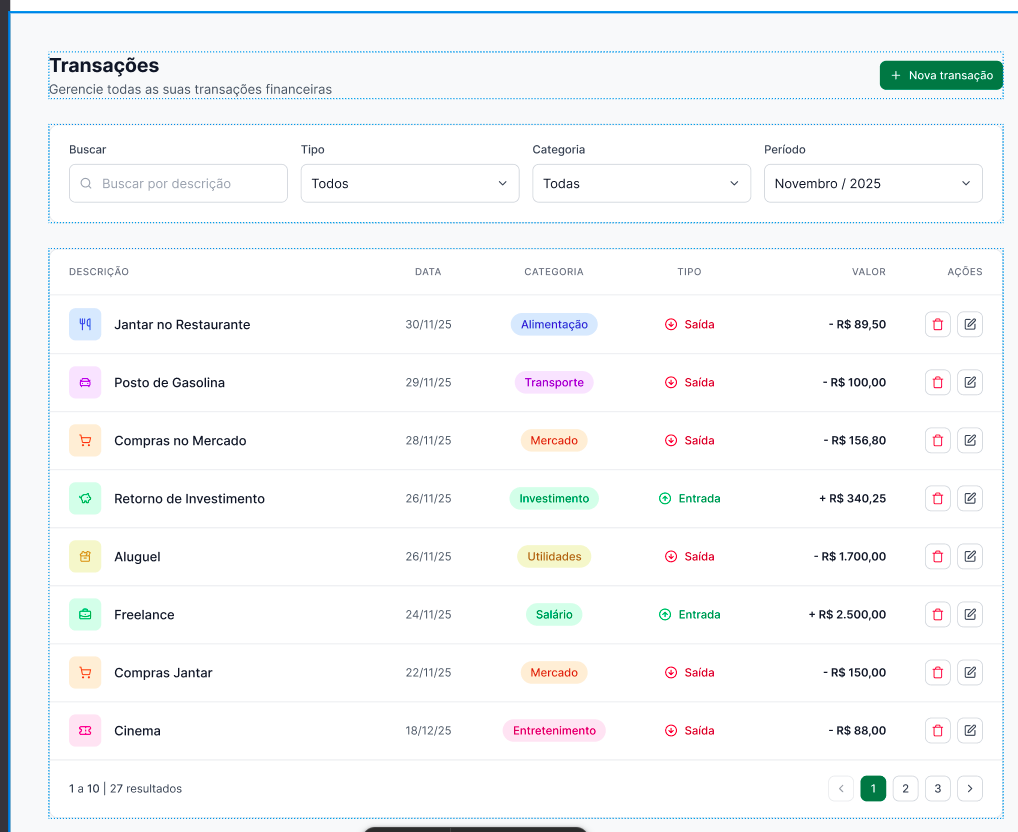 Transações
Gerencie todas as suas transações financeiras
+ Nova transação
Buscar Tipo Categoria Período
Buscar por descrição Todos Todas Novembro / 2025
DESCRIÇÃO DATA CATEGORIA TIPO VALOR AÇÕES
Jantar no Restaurante 30/11/25 Alimentação Saída - R$ 89,50
Posto de Gasolina 29/11/25 Transporte Saída - R$ 100,00
Compras no Mercado 28/11/25 Mercado Saída - R$ 156,80
Retorno de Investimento 26/11/25 Investimento Entrada + R$ 340,25
Aluguel 26/11/25 Utilidades Saída - R$ 1.700,00
Freelance 24/11/25 Salário Entrada + R$ 2.500,00
Compras Jantar 22/11/25 Mercado Saída - R$ 150,00
Cinema 18/12/25 Entretenimento Saída - R$ 88,00
1 a 10 | 27 resultados 1 2 3